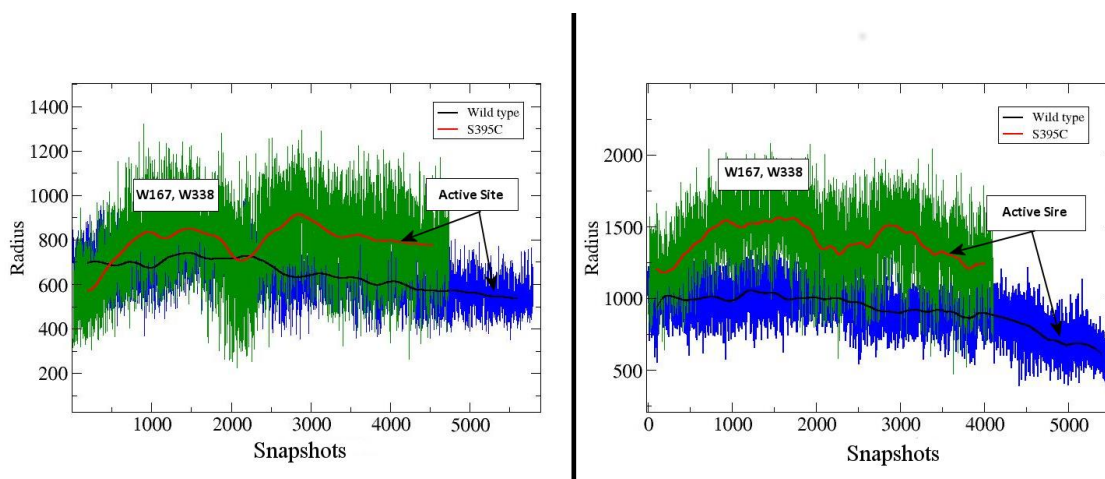 1400
1200
1000
800
600
400
200
Radius
Wild type
S395C
W167, W338
Active Site
1000
2000
3000
4000
5000
Snapshots
2000
1500
1000
500
Radius
Wild type
S395C
W167, W338
Active Sire
0
1000
2000
3000
4000
5000
Snapshots